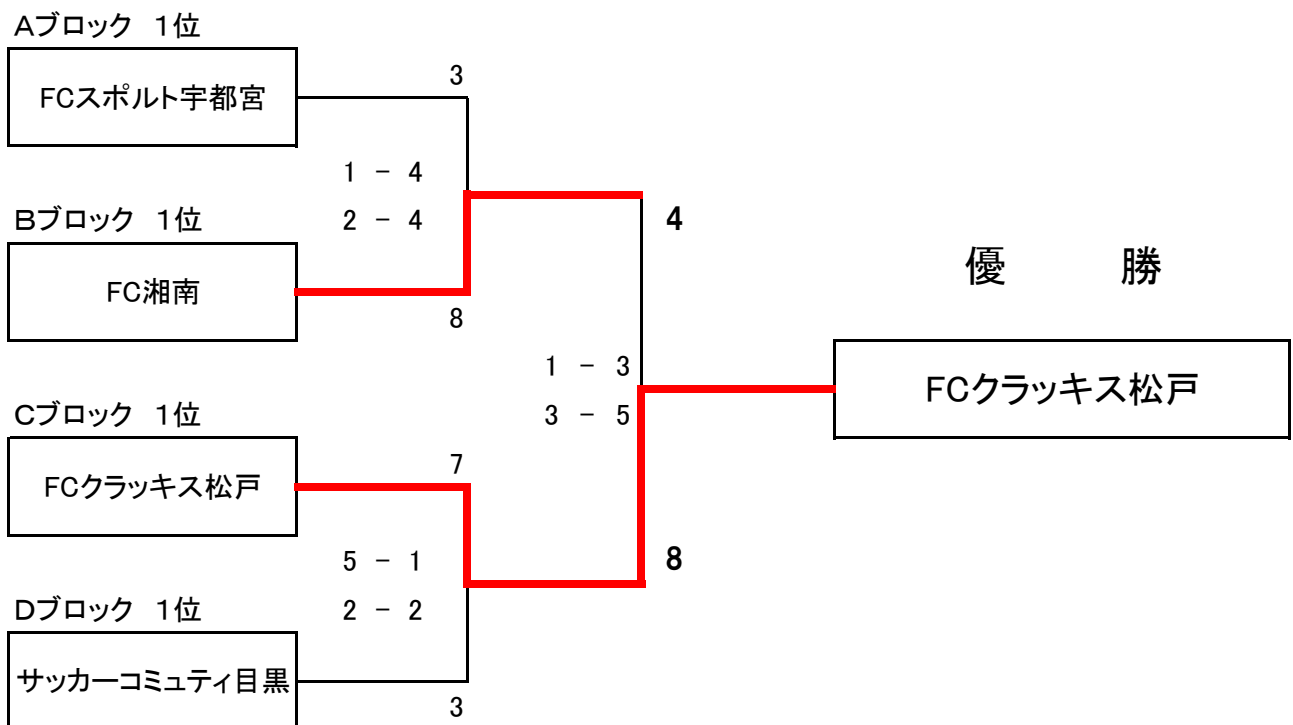 Aブロック 1位
FCスポルト宇都宮
3
1 - 4
2 - 4
Bブロック 1位
FC湘南
8
4
優 勝
1 - 3
3 - 5
FCクラッキス松戸
Cブロック 1位
FCクラッキス松戸
7
5 - 1
2 - 2
8
Dブロック 1位
サッカーコミュティ目黒
3